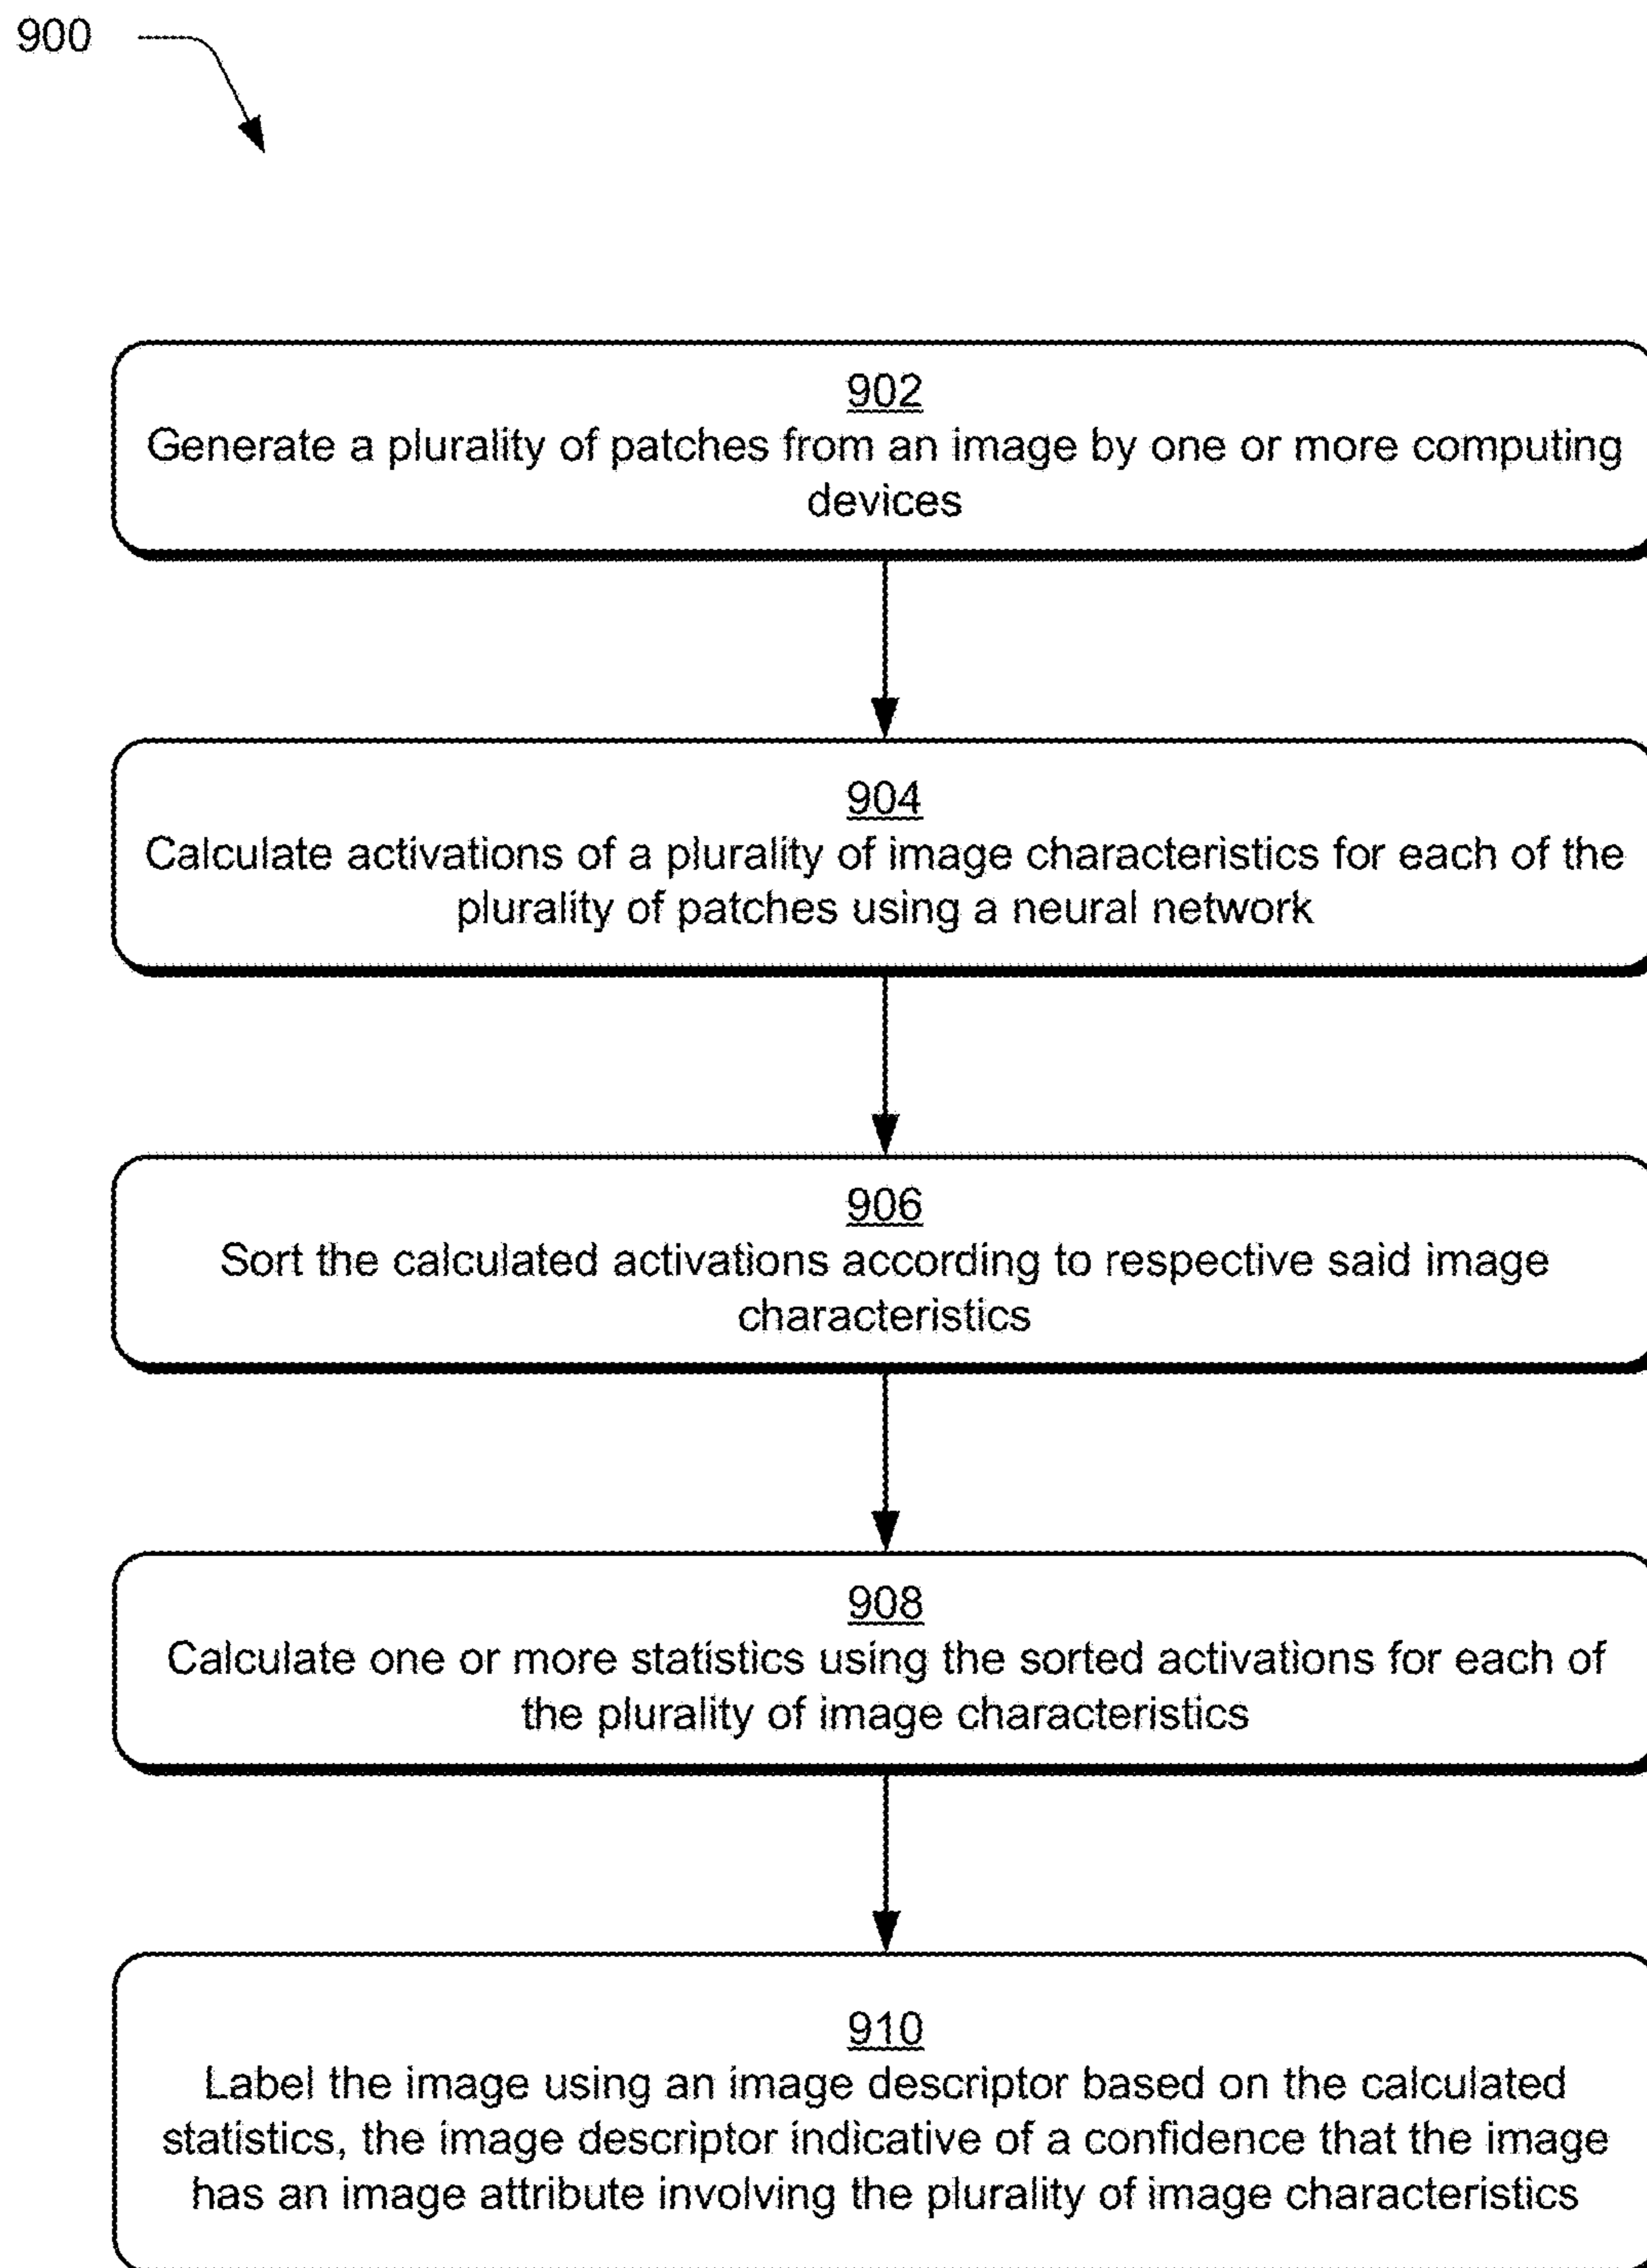 900
902
Generate a plurality of patches from an image by one or more computing
devices
904
Calculate activations of a plurality of image characteristics for each of the
plurality of patches using a neural network
906
Sort the calculated activations according to respective said image
characteristics
908
Calculate one or more statistics using the sorted activations for each of
the plurality of image characteristics
910
Label the image using an image descriptor based on the calculated
statistics, the image descriptor indicative of a confidence that the image
has an image attribute involving the plurality of image characteristics